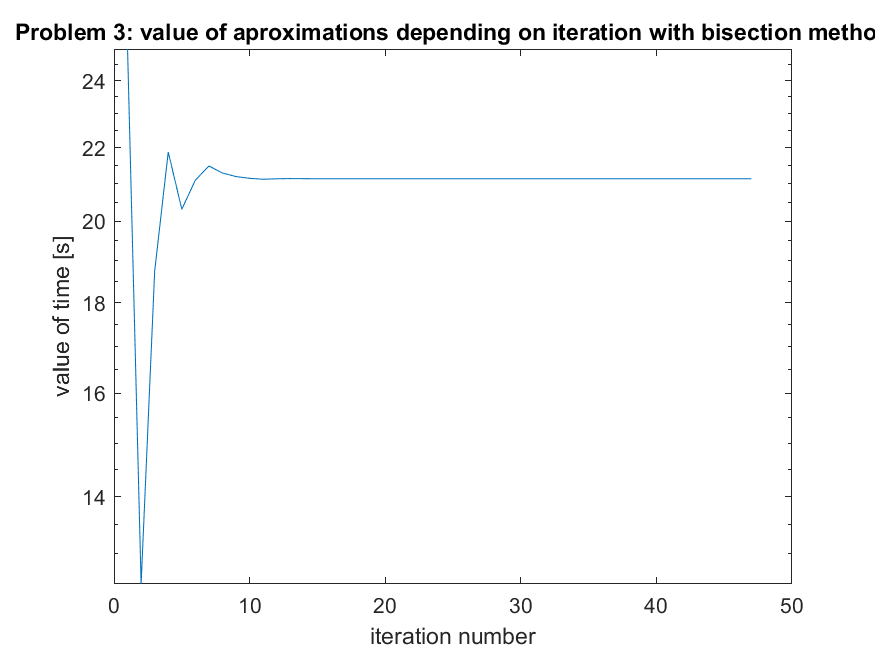 Problem 3: value of aproximations depending on iteration with bisection metho
24
22
20
18
16
14
value of time [s]
0 10 20 30 40 50
iteration number